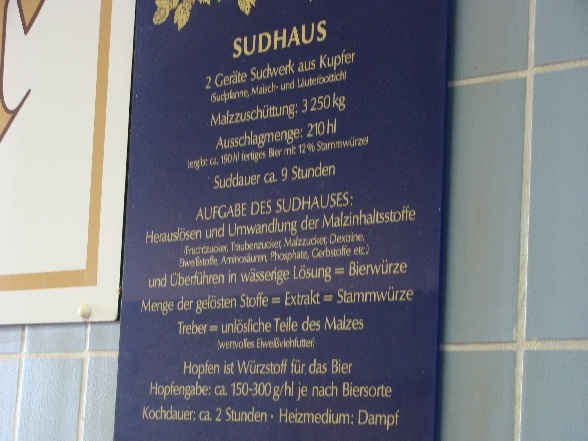 SUDHAUS
2 Geräte Sudwerk aus Kupfer
(Sudpfanne, Maisch- und Läuterbottich)
Malzzuschüttung: 3 250 kg
Ausschlagmenge: 210 hl
(ergibt ca. 190 hl fertiges Bier mit 12 % Stammwürze)
Suddauer ca. 9 Stunden
AUFGABE DES SUDHAUSES:
Herauslösen und Umwandlung der Malzinhaltsstoffe
(Fruchtzucker, Traubenzucker, Malzzucker, Dextrine,
Eiweißstoffe, Aminosäuren, Phosphate, Gerbstoffe etc.)
und Überführen in wässerige Lösung = Bierwürze
Menge der gelösten Stoffe = Extrakt = Stammwürze
Treber = unlösliche Teile des Malzes
(wertvolles Eiweißviehfutter)
Hopfen ist Würzstoff für das Bier
Hopfengabe: ca. 150-300 g/hl je nach Biersorte
Kochdauer: ca. 2 Stunden · Heizmedium: Dampf